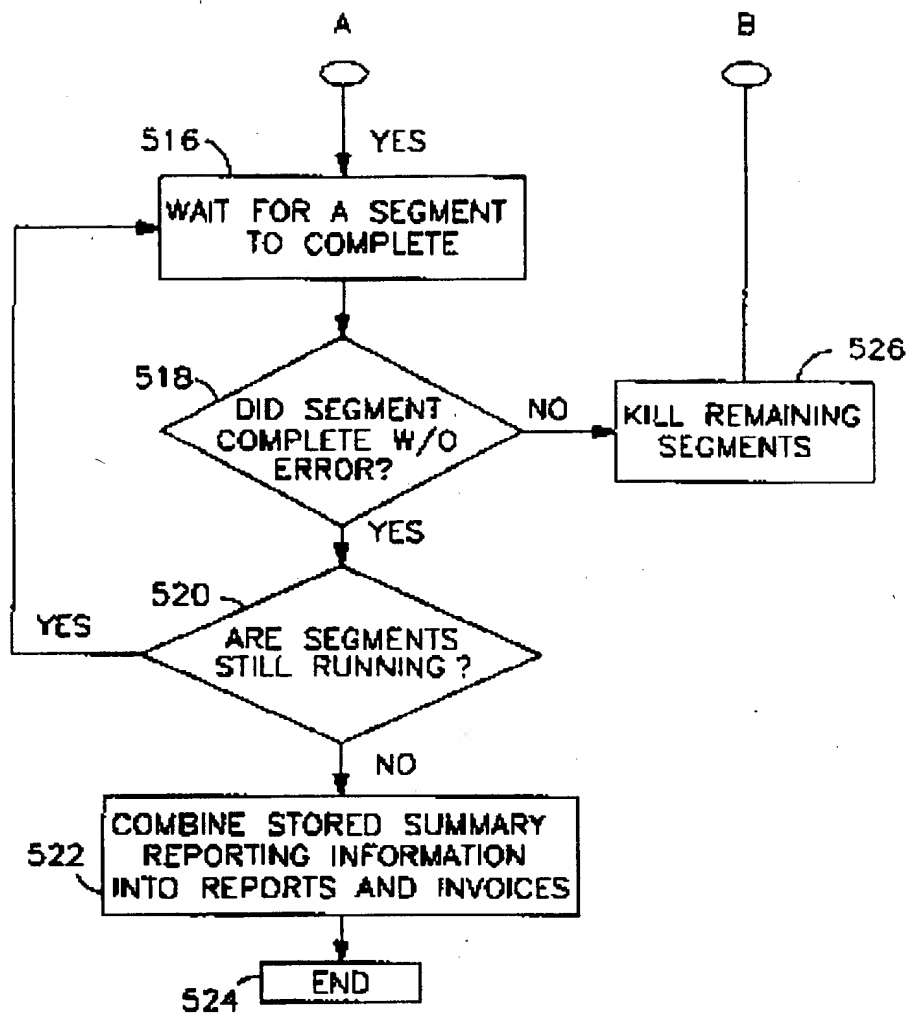 A
B
YES
516
WAIT FOR A SEGMENT
TO COMPLETE
518
DID SEGMENT
COMPLETE W/O
ERROR?
NO
526
KILL REMAINING
SEGMENTS
YES
520
YES
ARE SEGMENTS
STILL RUNNING?
NO
522
COMBINE STORED SUMMARY
REPORTING INFORMATION
INTO REPORTS AND INVOICES
END
524